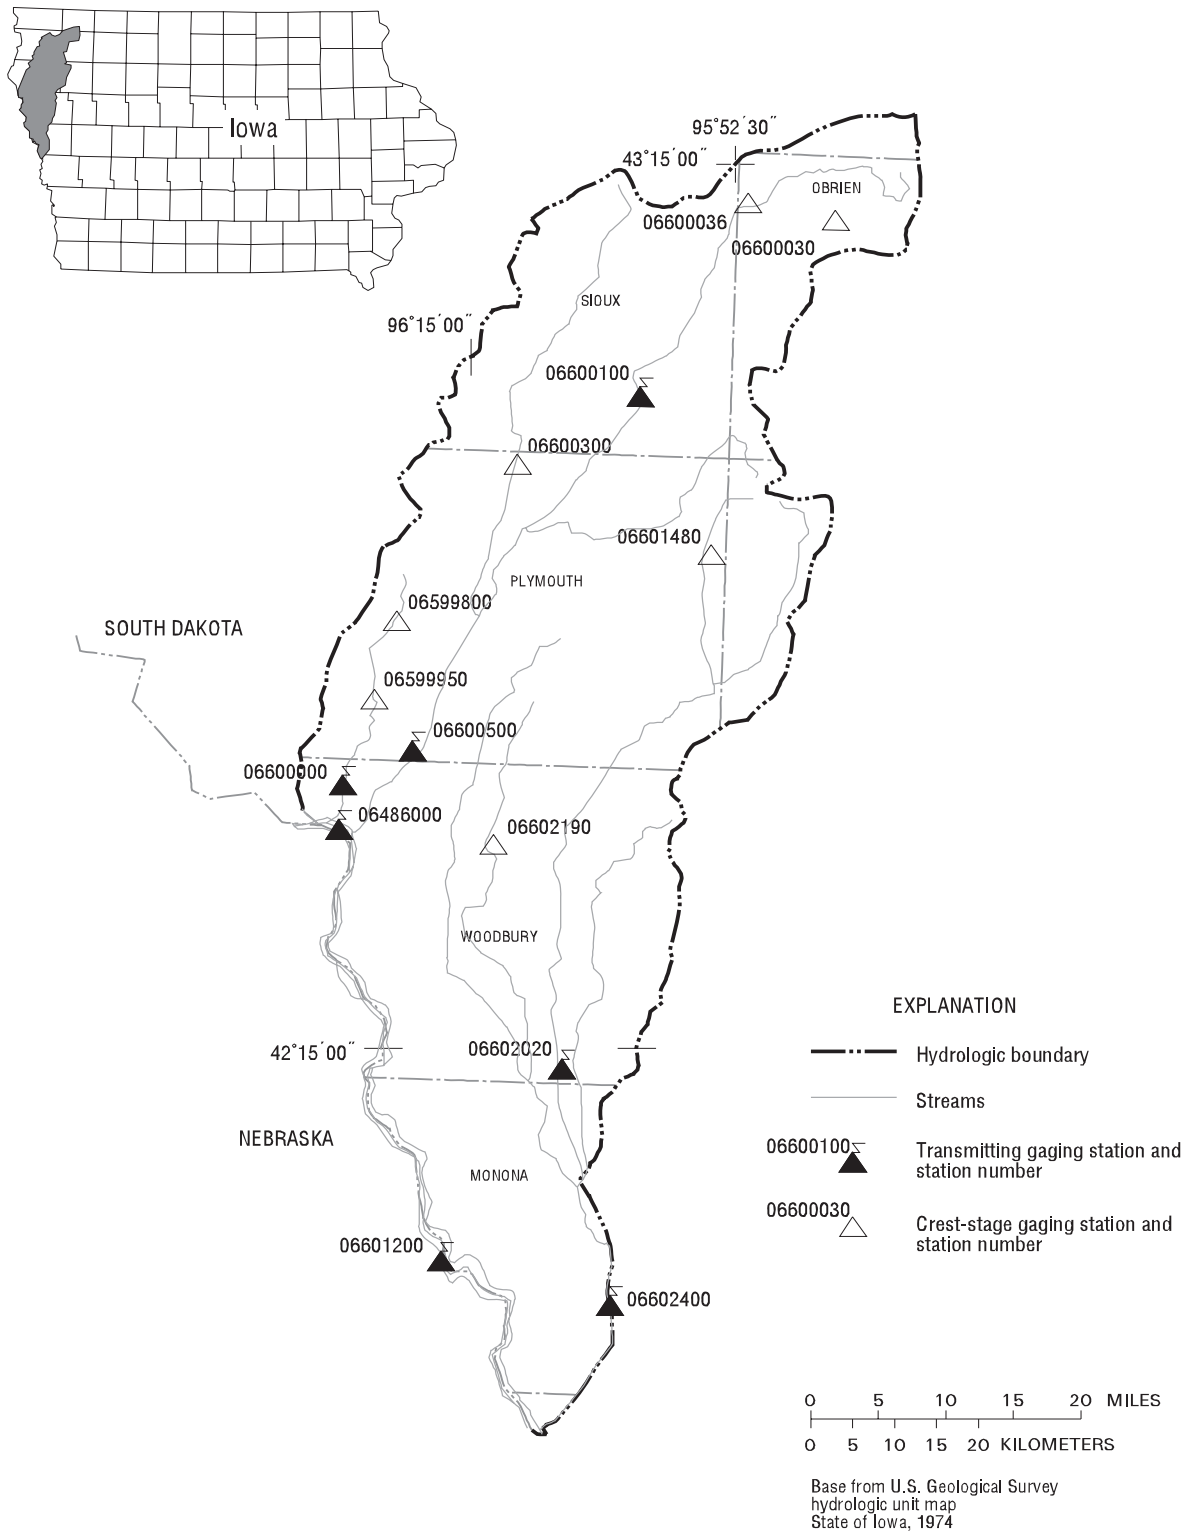 Iowa
95°52′30″
43°15′00″
OBRIEN
06600036
06600030
SIOUX
96°15′00″
06600100
06600300
06601480
PLYMOUTH
06599800
SOUTH DAKOTA
06599950
06600500
06600000
06486000
06602190
WOODBURY
EXPLANATION
42°15′00″
06602020
Hydrologic boundary
Streams
NEBRASKA
06600100
Transmitting gaging station and
station number
MONONA
06600030
Crest-stage gaging station and
station number
06601200
06602400
0 5 10 15 20 MILES
0 5 10 15 20 KILOMETERS
Base from U.S. Geological Survey
hydrologic unit map
State of Iowa, 1974